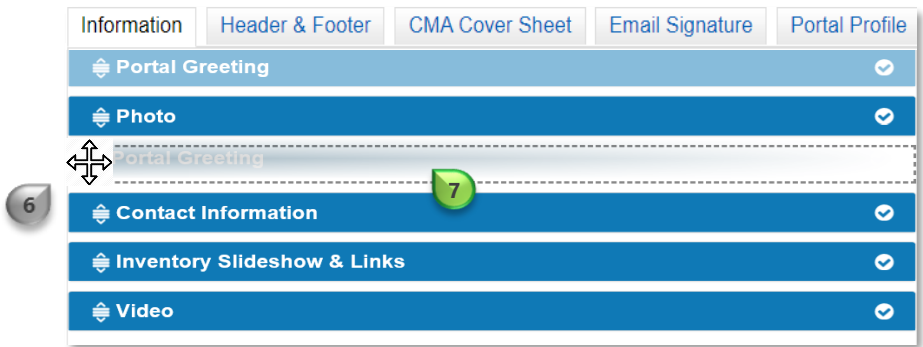 Information Header & Footer CMA Cover Sheet Email Signature Portal Profile
Portal Greeting
Photo
Portal Greeting
7
6
Contact Information
Inventory Slideshow & Links
Video